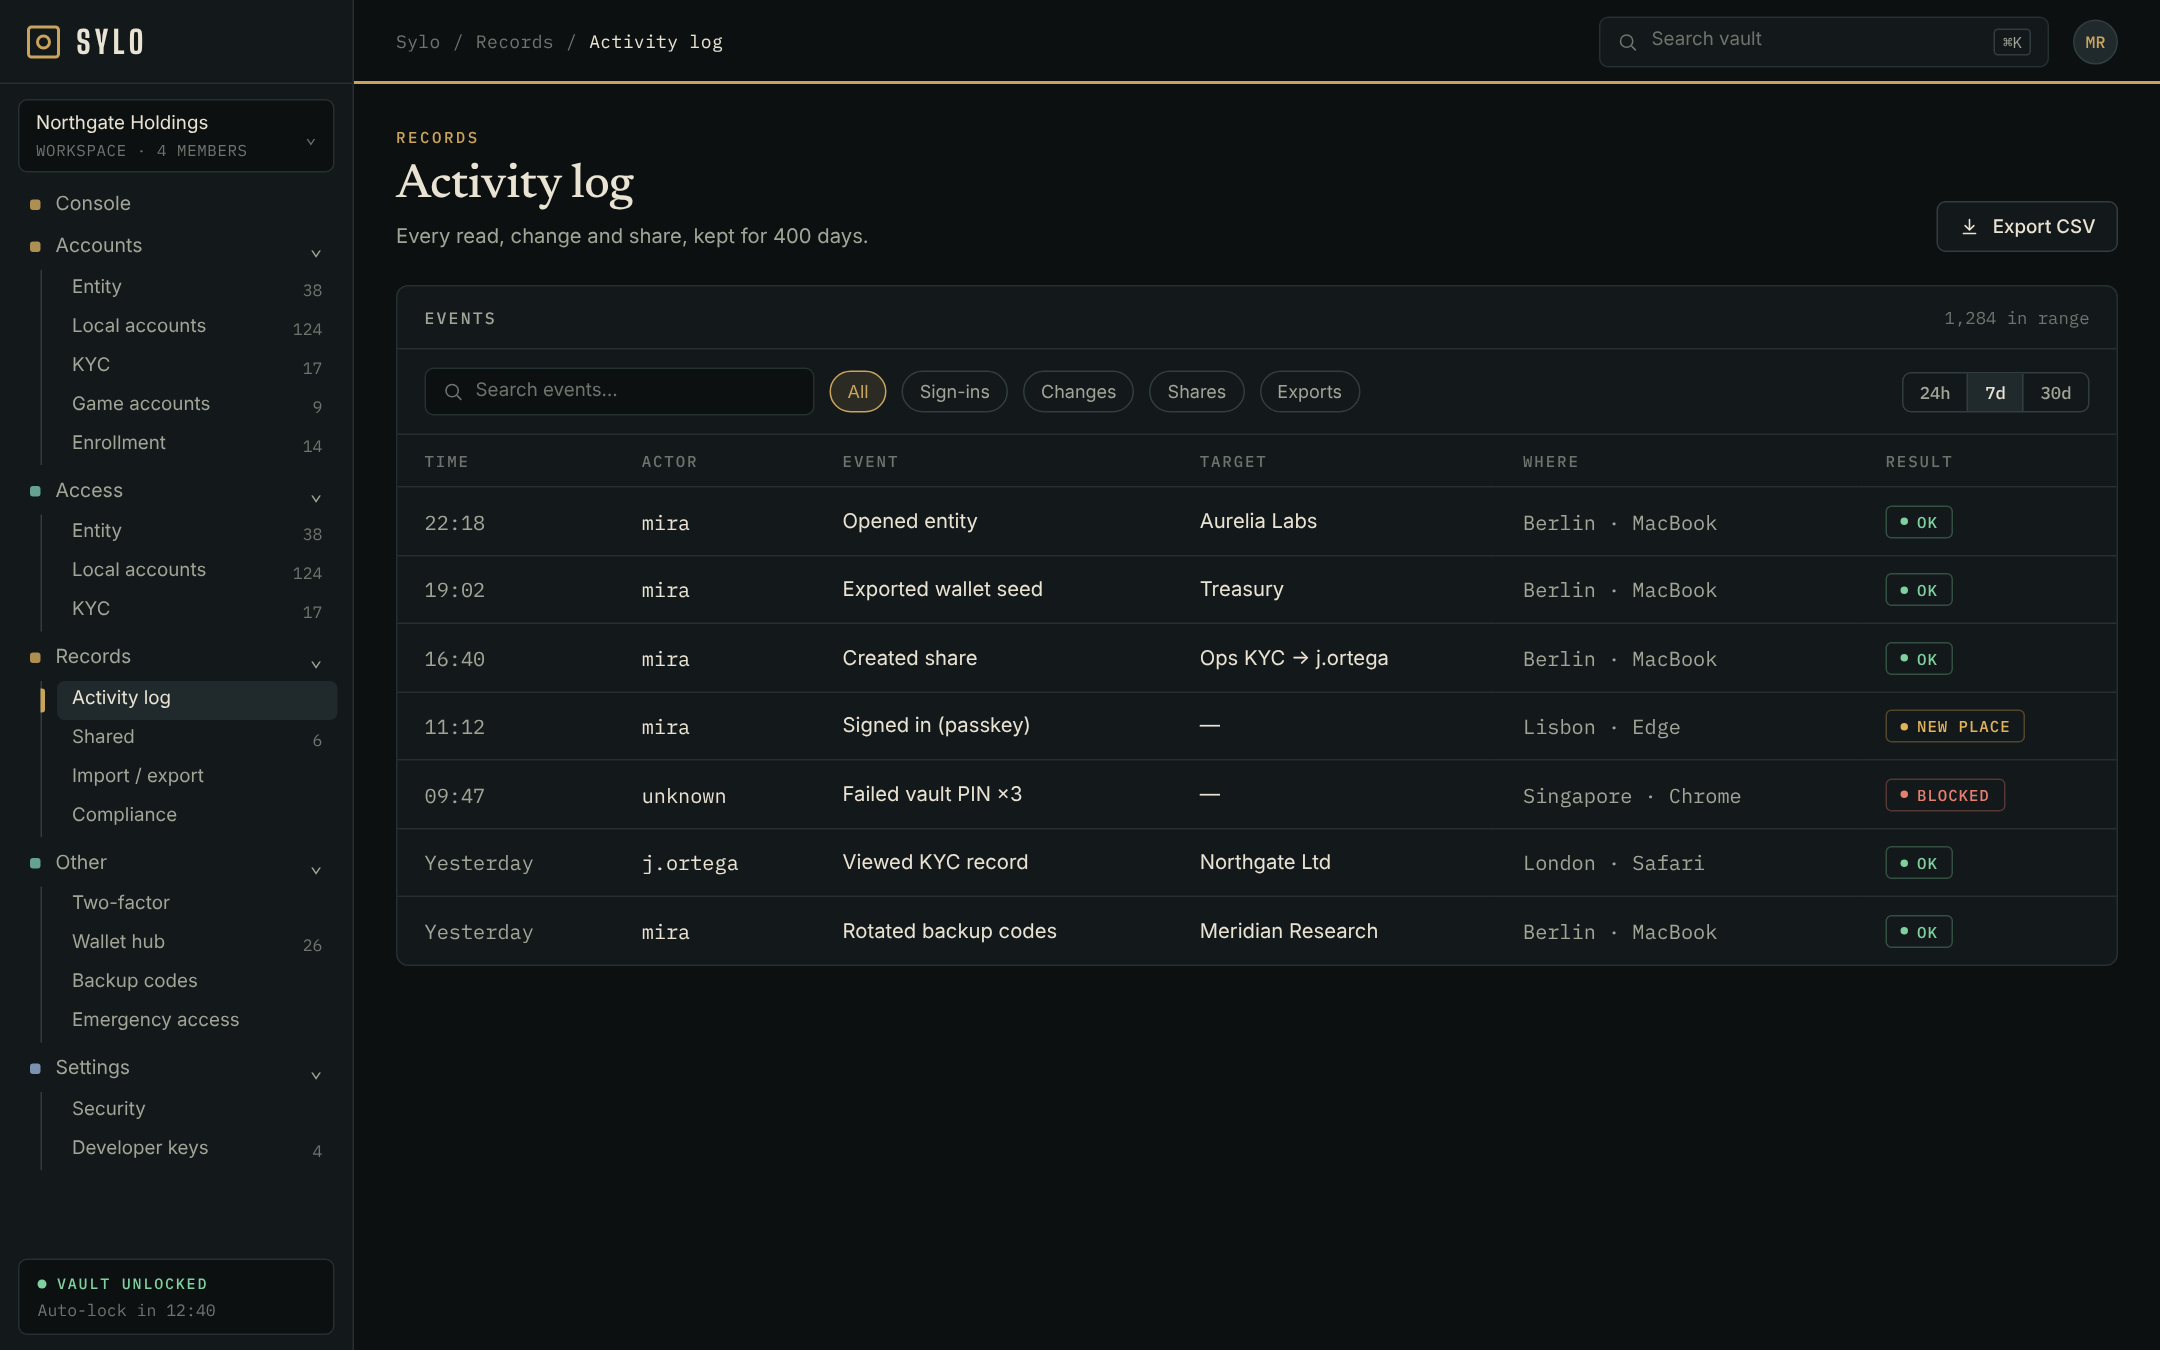 SYLO
Northgate Holdings
WORKSPACE · 4 MEMBERS
Console
Accounts
Entity 38
Local accounts 124
KYC 17
Game accounts 9
Enrollment 14
Access
Entity 38
Local accounts 124
KYC 17
Records
Activity log
Shared 6
Import / export
Compliance
Other
Two-factor
Wallet hub 26
Backup codes
Emergency access
Settings
Security
Developer keys 4
VAULT UNLOCKED
Auto-lock in 12:40
Sylo / Records / Activity log
Search vault ⌘K
MR
RECORDS
Activity log
Every read, change and share, kept for 400 days.
Export CSV
EVENTS 1,284 in range
Search events... All Sign-ins Changes Shares Exports 24h 7d 30d
TIME ACTOR EVENT TARGET WHERE RESULT
22:18 mira Opened entity Aurelia Labs Berlin · MacBook OK
19:02 mira Exported wallet seed Treasury Berlin · MacBook OK
16:40 mira Created share Ops KYC → j.ortega Berlin · MacBook OK
11:12 mira Signed in (passkey) — Lisbon · Edge NEW PLACE
09:47 unknown Failed vault PIN ×3 — Singapore · Chrome BLOCKED
Yesterday j.ortega Viewed KYC record Northgate Ltd London · Safari OK
Yesterday mira Rotated backup codes Meridian Research Berlin · MacBook OK